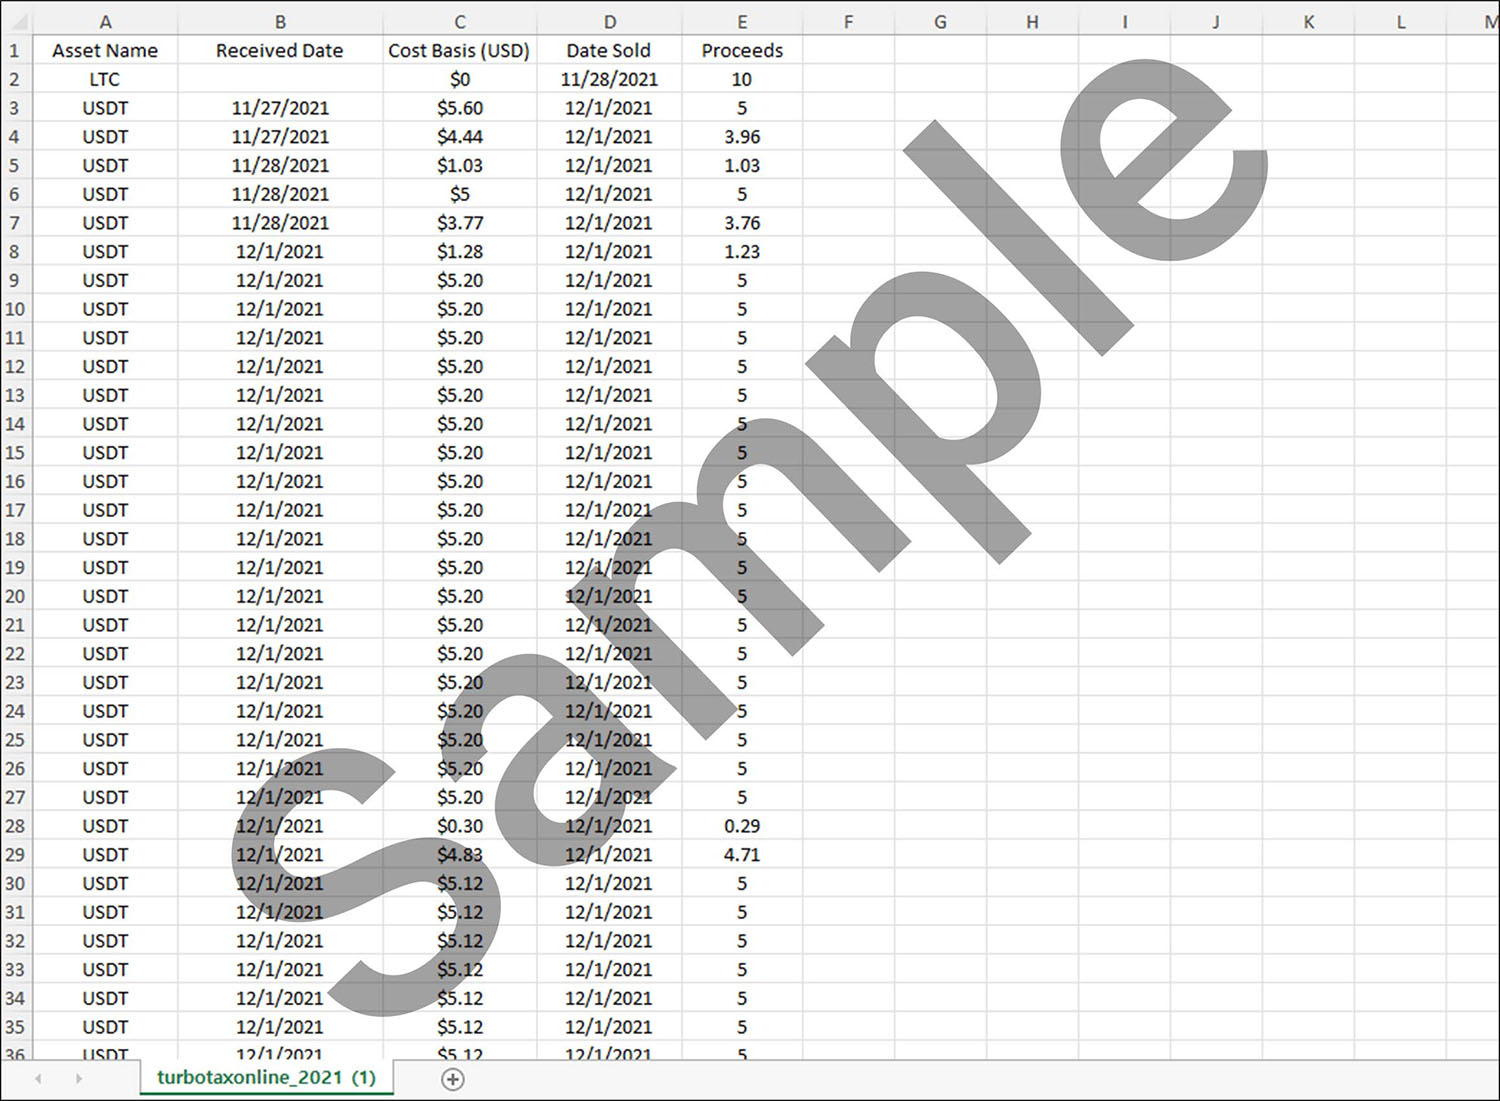 A B C D E F G H I J K L M
1 Asset Name Received Date Cost Basis (USD) Date Sold Proceeds
2 LTC $0 11/28/2021 10
3 USDT 11/27/2021 $5.60 12/1/2021 5
4 USDT 11/27/2021 $4.44 12/1/2021 3.96
5 USDT 11/28/2021 $1.03 12/1/2021 1.03
6 USDT 11/28/2021 $5 12/1/2021 5
7 USDT 11/28/2021 $3.77 12/1/2021 3.76
8 USDT 12/1/2021 $1.28 12/1/2021 1.23
9 USDT 12/1/2021 $5.20 12/1/2021 5
10 USDT 12/1/2021 $5.20 12/1/2021 5
11 USDT 12/1/2021 $5.20 12/1/2021 5
12 USDT 12/1/2021 $5.20 12/1/2021 5
13 USDT 12/1/2021 $5.20 12/1/2021 5
14 USDT 12/1/2021 $5.20 12/1/2021 5
15 USDT 12/1/2021 $5.20 12/1/2021 5
16 USDT 12/1/2021 $5.20 12/1/2021 5
17 USDT 12/1/2021 $5.20 12/1/2021 5
18 USDT 12/1/2021 $5.20 12/1/2021 5
19 USDT 12/1/2021 $5.20 12/1/2021 5
20 USDT 12/1/2021 $5.20 12/1/2021 5
21 USDT 12/1/2021 $5.20 12/1/2021 5
22 USDT 12/1/2021 $5.20 12/1/2021 5
23 USDT 12/1/2021 $5.20 12/1/2021 5
24 USDT 12/1/2021 $5.20 12/1/2021 5
25 USDT 12/1/2021 $5.20 12/1/2021 5
26 USDT 12/1/2021 $5.20 12/1/2021 5
27 USDT 12/1/2021 $5.20 12/1/2021 5
28 USDT 12/1/2021 $0.30 12/1/2021 0.29
29 USDT 12/1/2021 $4.83 12/1/2021 4.71
30 USDT 12/1/2021 $5.12 12/1/2021 5
31 USDT 12/1/2021 $5.12 12/1/2021 5
32 USDT 12/1/2021 $5.12 12/1/2021 5
33 USDT 12/1/2021 $5.12 12/1/2021 5
34 USDT 12/1/2021 $5.12 12/1/2021 5
35 USDT 12/1/2021 $5.12 12/1/2021 5
36 USDT 12/1/2021 $5.12 12/1/2021 5
turbotaxonline_2021 (1)
Sample